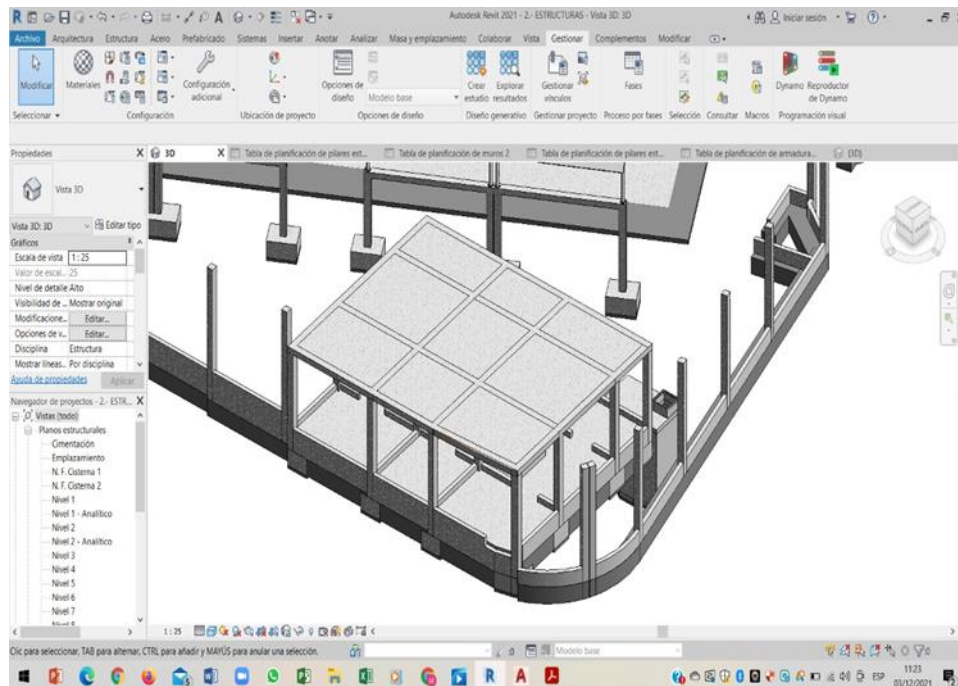 Autodesk Revit 2021 - 2.- ESTRUCTURAS - Vista 3D: 3D
Iniciar sesión
Archivo Arquitectura Estructura Acero Prefabricado Sistemas Insertar Anotar Analizar Masa y emplazamiento Colaborar Vista Gestionar Complementos Modificar
Modificar Materiales Configuración adicional Opciones de diseño Modelo base Crear estudio Explorar resultados Gestionar vínculos Fases Dynamo Reproductor de Dynamo
Seleccionar Configuración Ubicación de proyecto Opciones de diseño Diseño generativo Gestionar proyecto Proceso por fases Selección Consultar Macros Programación visual
Propiedades X
3D X Tabla de planificación de pilares est... Tabla de planificación de muros 2 Tabla de planificación de pilares est... Tabla de planificación de armadura... {3D}
Vista 3D
Vista 3D: 3D Editar tipo
Gráficos
Escala de vista 1 : 25
Valor de escal... 25
Nivel de detalle Alto
Visibilidad de ... Mostrar original
Modificacione... Editar...
Opciones de v... Editar...
Disciplina Estructura
Mostrar líneas... Por disciplina
Ayuda de propiedades Aplicar
Navegador de proyectos - 2.- ESTR... X
Vistas (todo)
Planos estructurales
Cimentación
Emplazamiento
N. F. Cisterna 1
N. F. Cisterna 2
Nivel 1
Nivel 1 - Analítico
Nivel 2
Nivel 2 - Analítico
Nivel 3
Nivel 4
Nivel 5
Nivel 6
Nivel 7
Nivel 8
1 : 25
Clic para seleccionar, TAB para alternar, CTRL para añadir y MAYÚS para anular una selección. :0 Modelo base :0
ESP
11:23
03/12/2021